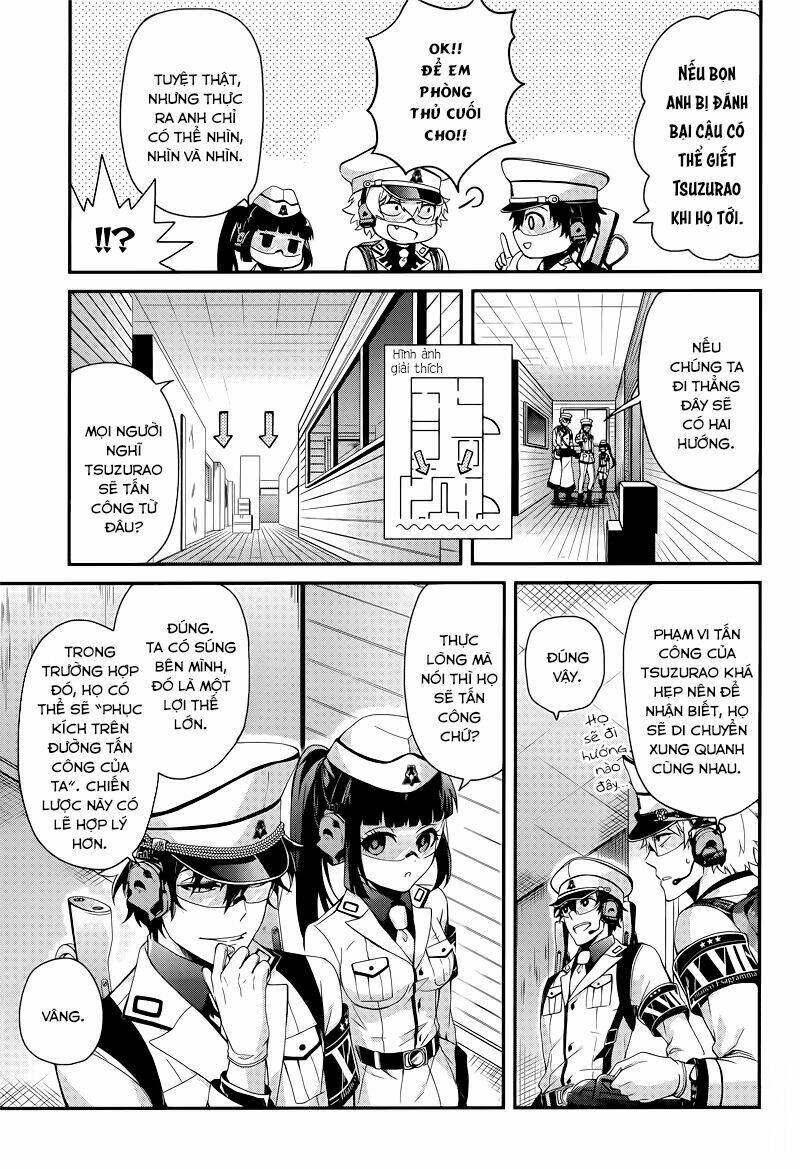 NẾU BỌN
ANH BỊ ĐÁNH
BẠI CẬU CÓ
THỂ GIẾT
TSUZURAO
KHI HỌ TỚI.
OK!!
ĐỂ EM
PHÒNG
THỦ CUỐI
CHO!!
TUYỆT THẬT,
NHƯNG THỰC
RA ANH CHỈ
CÓ THỂ NHÌN,
NHÌN VÀ NHÌN.
!!?
NẾU
CHÚNG TA
ĐI THẲNG
ĐÂY SẼ
CÓ HAI
HƯỚNG.
Hình ảnh
giải thích
MỌI NGƯỜI
NGHĨ
TSUZURAO
SẼ TẤN
CÔNG TỪ
ĐÂU?
PHẠM VI TẤN
CÔNG CỦA
TSUZURAO KHÁ
HẸP NÊN ĐỂ
NHẬN BIẾT, HỌ
SẼ DI CHUYỂN
XUNG QUANH
CÙNG NHAU.
ĐÚNG
VẬY.
Họ
sẽ đi
hướng
nào
đây...
XVII
THỰC
LÒNG MÀ
NÓI THÌ HỌ
SẼ TẤN
CÔNG
CHỨ?
ĐÚNG.
TA CÓ SÚNG
BÊN MÌNH,
ĐÓ LÀ MỘT
LỢI THẾ
LỚN.
TRONG
TRƯỜNG HỢP
ĐÓ, HỌ CÓ
THỂ SẼ "PHỤC
KÍCH TRÊN
ĐƯỜNG TẤN
CÔNG CỦA
TA". CHIẾN
LƯỢC NÀY CÓ
LẼ HỢP LÝ
HƠN.
VÂNG.